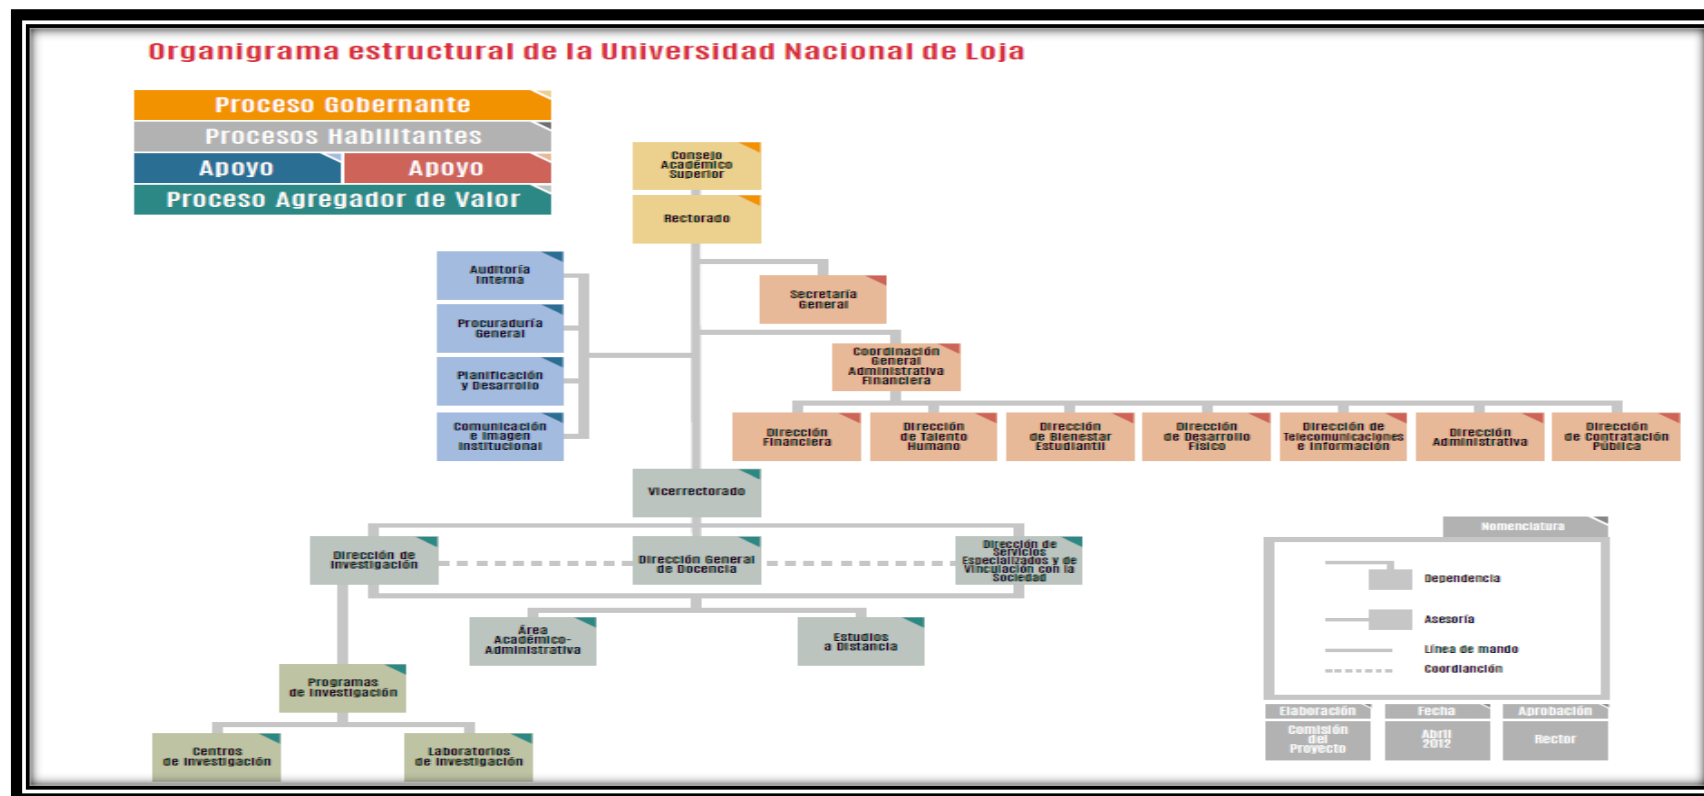 Organigrama estructural de la Universidad Nacional de Loja
Proceso Gobernante
Procesos Habilitantes
Apoyo
Apoyo
Proceso Agregador de Valor
Consejo
Académico
Superior
Rectorado
Auditoría
Interna
Procuraduría
General
Planificación
y Desarrollo
Comunicación
e Imagen
Institucional
Secretaría
General
Coordinación
General
Administrativa
Financiera
Dirección
Financiera
Dirección
de Talento
Humano
Dirección
de Bienestar
Estudiantil
Dirección
de Desarrollo
Físico
Dirección de
Telecomunicaciones
e Información
Dirección
Administrativa
Dirección
de Contratación
Pública
Vicerrectorado
Dirección de
Investigación
Dirección General
de Docencia
Dirección de
Servicios
Especializados y de
Vinculación con la
Sociedad
Área
Académico-
Administrativa
Estudios
a Distancia
Programas
de Investigación
Centros
de Investigación
Laboratorios
de Investigación
Nomenclatura
Dependencia
Asesoría
Línea de mando
Coordianción
Elaboración
Fecha
Aprobación
Comisión
del
Proyecto
Abril
2012
Rector